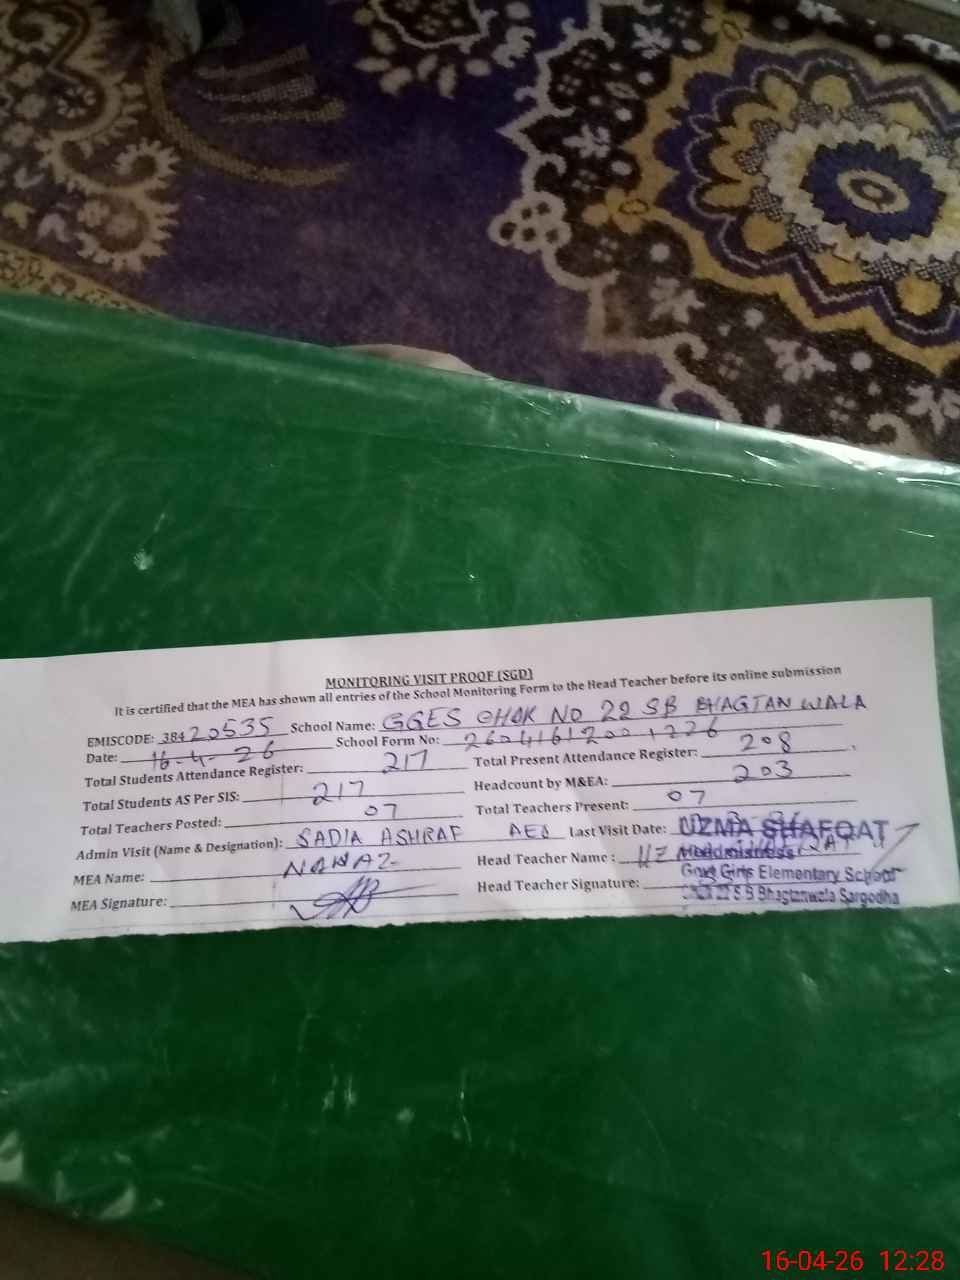 MONITORING VISIT PROOF (SGD)
It is certified that the MEA has shown all entries of the School Monitoring Form to the Head Teacher before its online submission
EMISCODE: 38420535 School Name: GGES CHAK NO 22 SB BHAGTAN WALA
Date: 16-4-26 School Form No: 26041612001226
Total Students Attendance Register: 217 Total Present Attendance Register: 208
Total Students AS Per SIS: 217 Headcount by M&EA: 203
Total Teachers Posted: 07 Total Teachers Present: 07
Admin Visit (Name & Designation): SADIA ASHRAF AEO Last Visit Date:
MEA Name: NAWAZ Head Teacher Name :
MEA Signature: Head Teacher Signature:
UZMA SHAFQAT
Headmistress
Govt Girls Elementary School
Chak 22 S B Bhagtanwala Sargodha
16-04-26 12:28